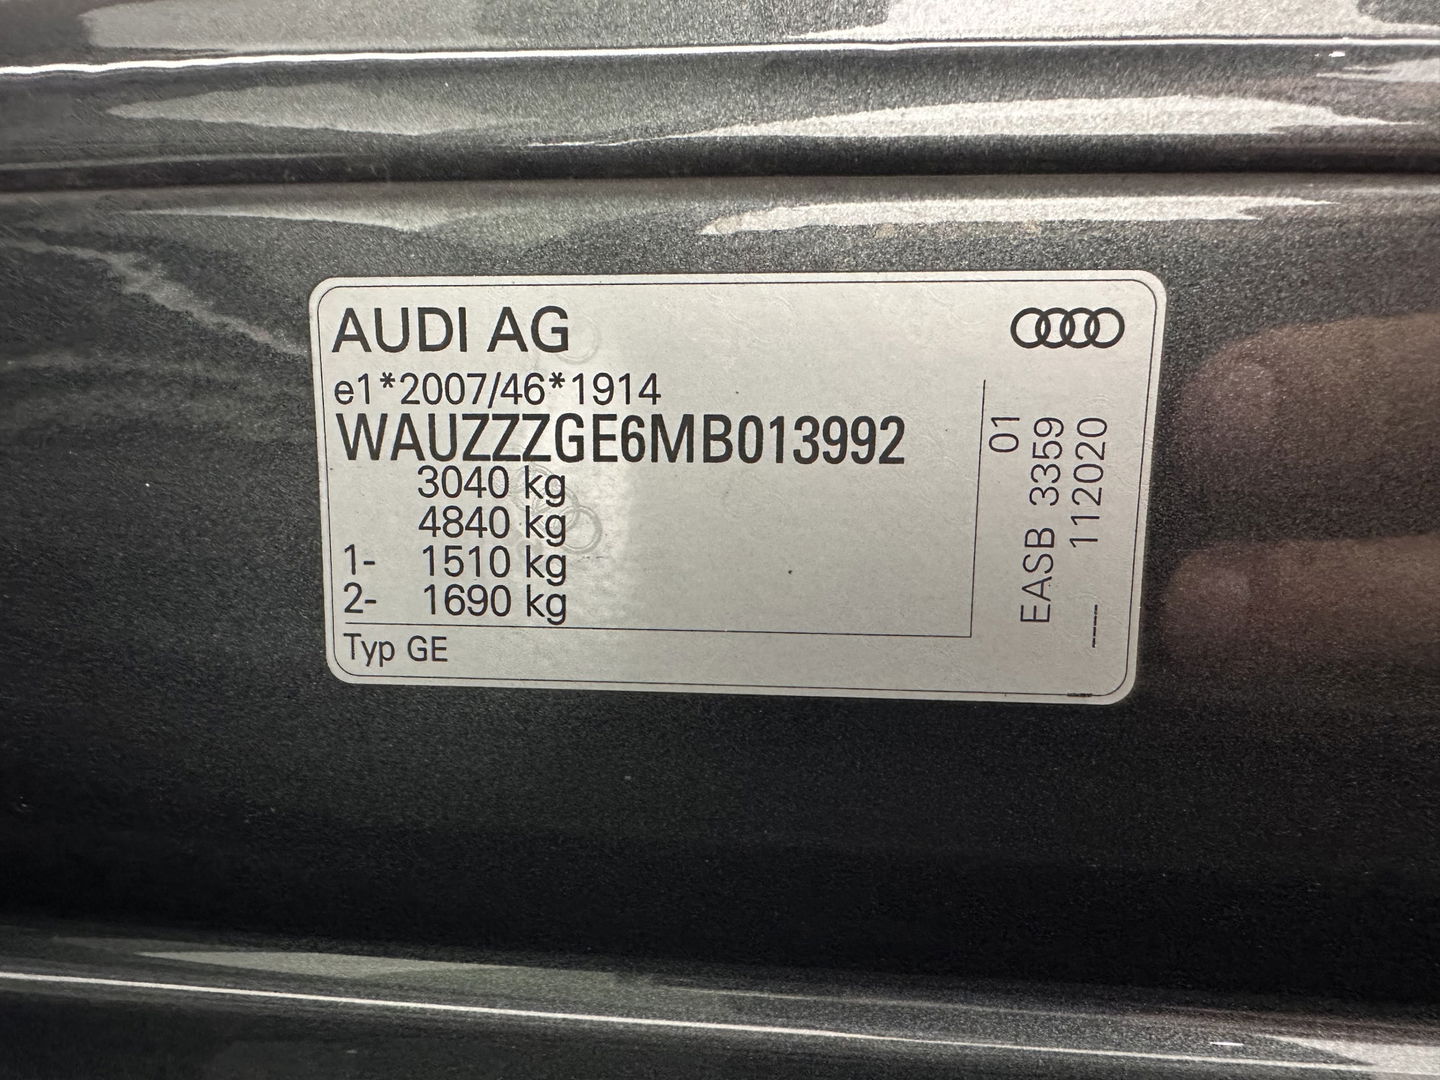 AUDI AG
e1*2007/46*1914
WAUZZZGE6MB013992
3040 kg
4840 kg
1- 1510 kg
2- 1690 kg
Typ GE
01
EASB 3359
112020
----